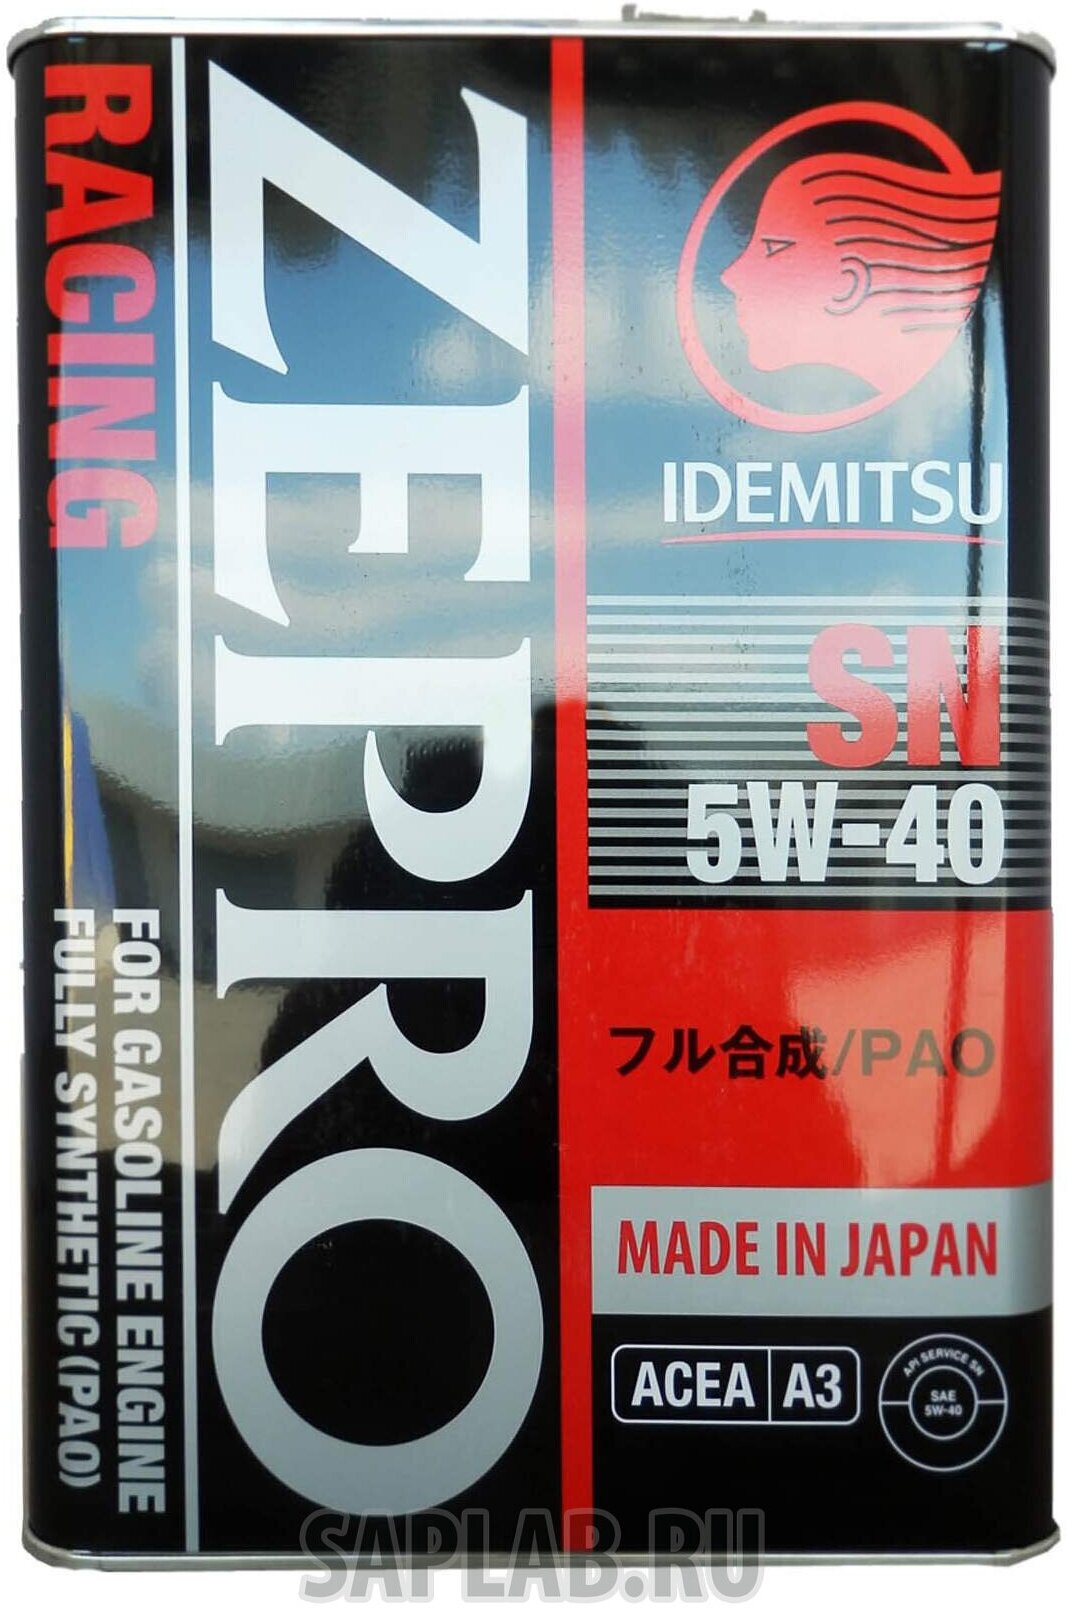 RACING
ZEPRO
FOR GASOLINE ENGINE
FULLY SYNTHETIC (PAO)
IDEMITSU
SN
5W-40
フル合成/PAO
MADE IN JAPAN
ACEA A3
API SERVICE SN
SAE
5W-40
SAPLAB.RU